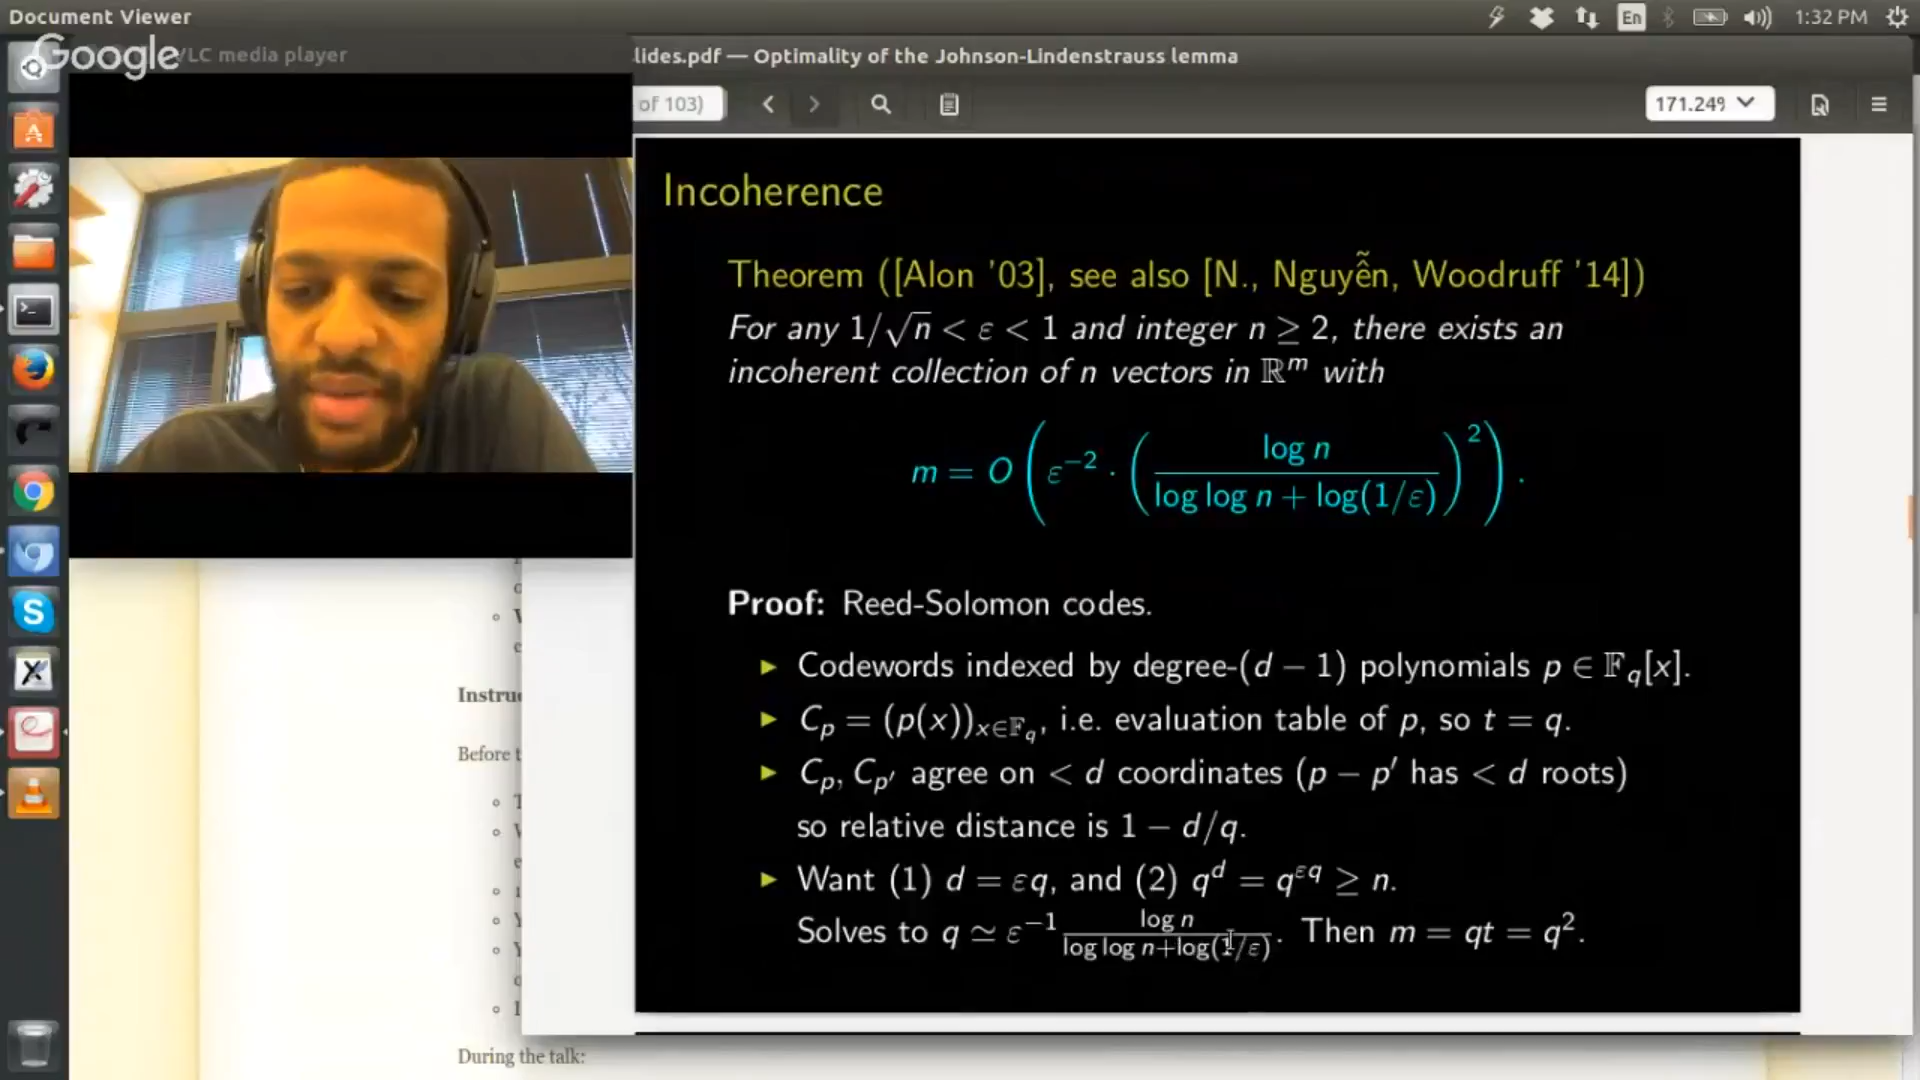 Document Viewer
En
1:32 PM
Google
VLC media player
lides.pdf — Optimality of the Johnson-Lindenstrauss lemma
of 103)
171.24%
Incoherence
Theorem ([Alon '03], see also [N., Nguyễn, Woodruff '14])
For any 1/√n < ε < 1 and integer n ≥ 2, there exists an
incoherent collection of n vectors in ℝ^m with
m = O(ε^{-2} · (log n / (log log n + log(1/ε)))^2).
Proof: Reed-Solomon codes.
► Codewords indexed by degree-(d − 1) polynomials p ∈ 𝔽_q[x].
► C_p = (p(x))_{x∈𝔽_q}, i.e. evaluation table of p, so t = q.
► C_p, C_{p′} agree on < d coordinates (p − p′ has < d roots)
so relative distance is 1 − d/q.
► Want (1) d = εq, and (2) q^d = q^{εq} ≥ n.
Solves to q ≃ ε^{-1} log n / (log log n+log(1/ε)). Then m = qt = q^2.
Instru
Before t
During the talk: